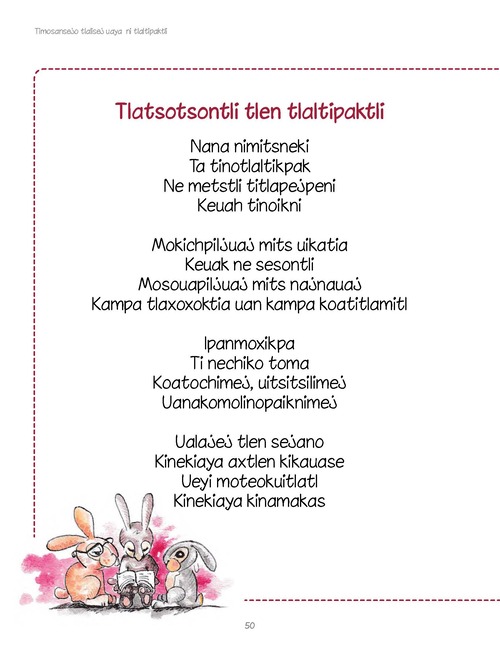 Timosansejo tlalisej uaya ni tlaltipaktli
Tlatsotsontli tlen tlaltipaktli
Nana nimitsneki
Ta tinotlaltikpak
Ne metstli titlapejpeni
Keuah tinoikni
Mokichpiljuaj mits uikatia
Keuak ne sesontli
Mosouapiljuaj mits najnauaj
Kampa tlaxoxoktia uan kampa koatitlamitl
Ipanmoxikpa
Ti nechiko toma
Koatochimej, uitsitsilimej
Uanakomolinopaiknimej
Ualajej tlen sejano
Kinekiaya axtlen kikauase
Ueyi moteokuitlatl
Kinekiaya kinamakas
50